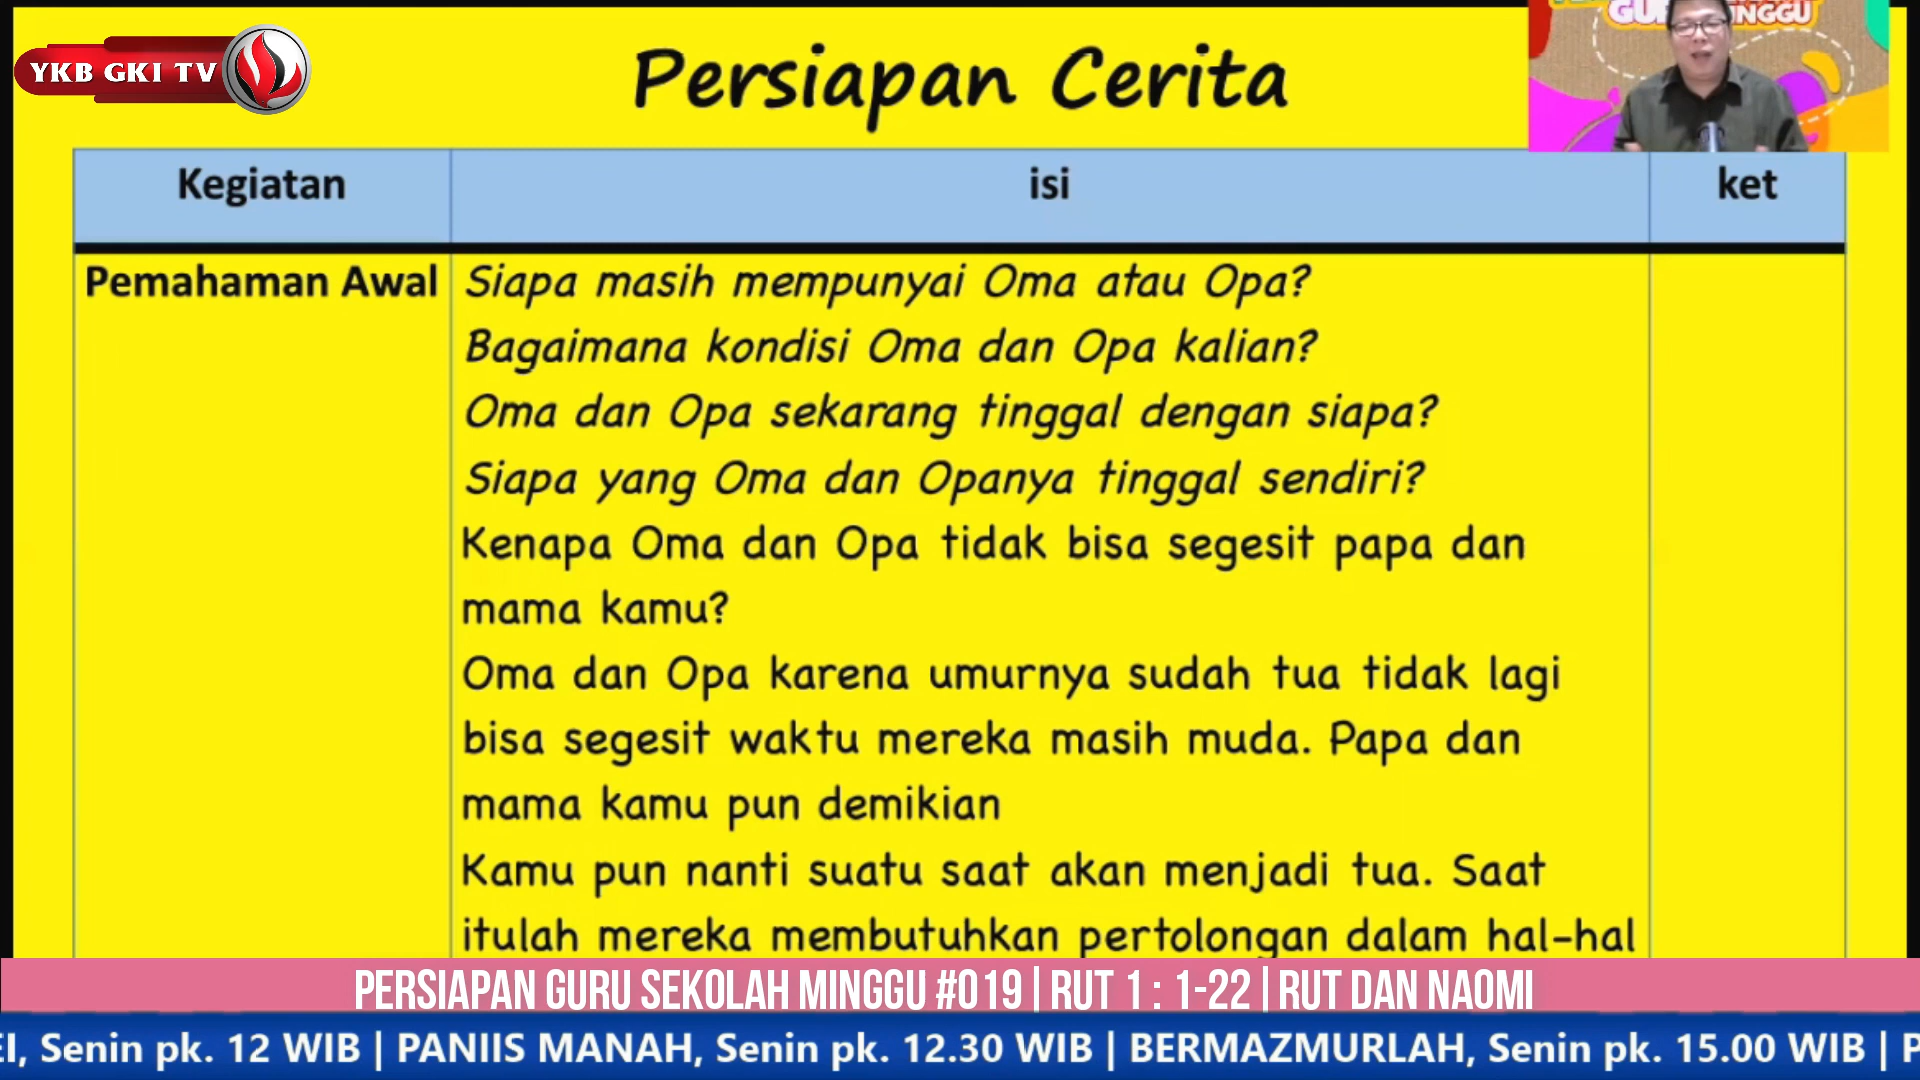 YKB GKI TV
Persiapan Cerita
GU INGGU
Kegiatan
isi
ket
Pemahaman Awal
Siapa masih mempunyai Oma atau Opa?
Bagaimana kondisi Oma dan Opa kalian?
Oma dan Opa sekarang tinggal dengan siapa?
Siapa yang Oma dan Opanya tinggal sendiri?
Kenapa Oma dan Opa tidak bisa segesit papa dan
mama kamu?
Oma dan Opa karena umurnya sudah tua tidak lagi
bisa segesit waktu mereka masih muda. Papa dan
mama kamu pun demikian
Kamu pun nanti suatu saat akan menjadi tua. Saat
itulah mereka membutuhkan pertolongan dalam hal-hal
PERSIAPAN GURU SEKOLAH MINGGU #019 | RUT 1 : 1-22 | RUT DAN NAOMI
EI, Senin pk. 12 WIB | PANIIS MANAH, Senin pk. 12.30 WIB | BERMAZMURLAH, Senin pk. 15.00 WIB | P